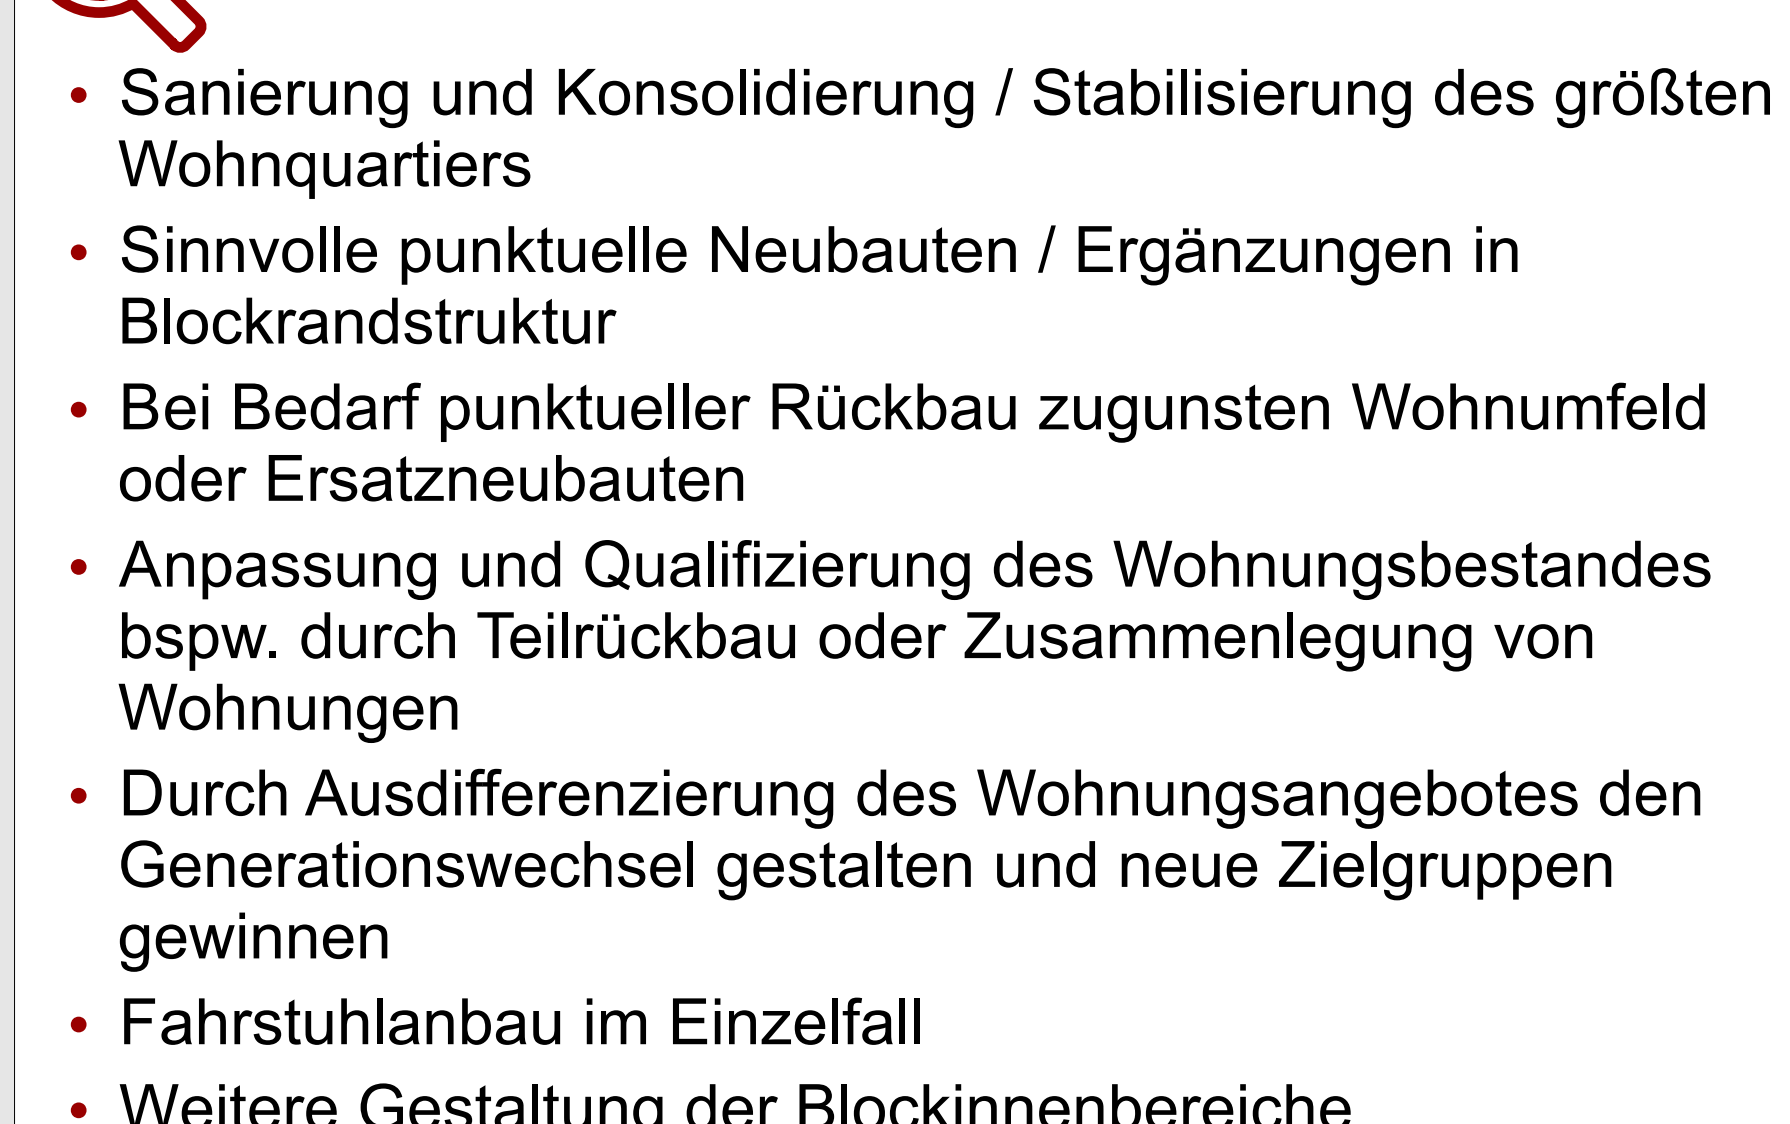 • Sanierung und Konsolidierung / Stabilisierung des größten
Wohnquartiers
• Sinnvolle punktuelle Neubauten / Ergänzungen in
Blockrandstruktur
• Bei Bedarf punktueller Rückbau zugunsten Wohnumfeld
oder Ersatzneubauten
• Anpassung und Qualifizierung des Wohnungsbestandes
bspw. durch Teilrückbau oder Zusammenlegung von
Wohnungen
• Durch Ausdifferenzierung des Wohnungsangebotes den
Generationswechsel gestalten und neue Zielgruppen
gewinnen
• Fahrstuhlanbau im Einzelfall
• Weitere Gestaltung der Blockinnenbereiche